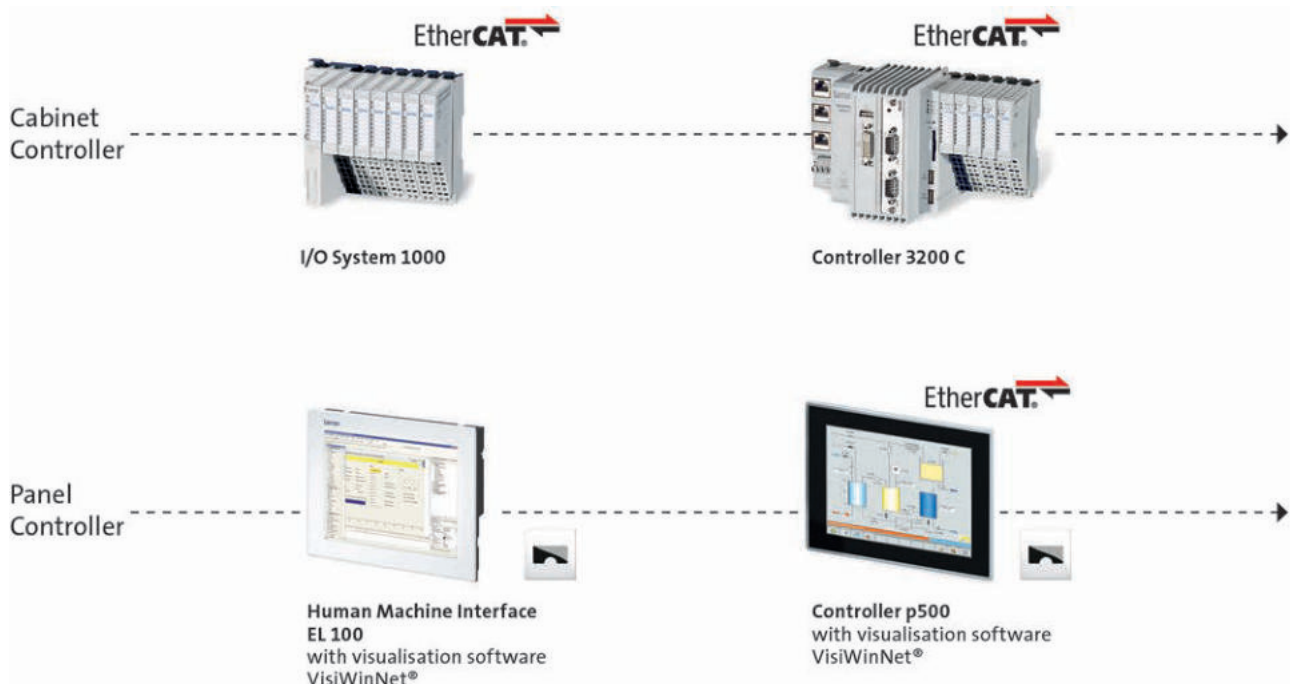 EtherCAT®
EtherCAT®
Cabinet
Controller
I/O System 1000
Controller 3200 C
EtherCAT®
Panel
Controller
Human Machine Interface
EL 100
with visualisation software
VisiWinNet®
Controller p500
with visualisation software
VisiWinNet®